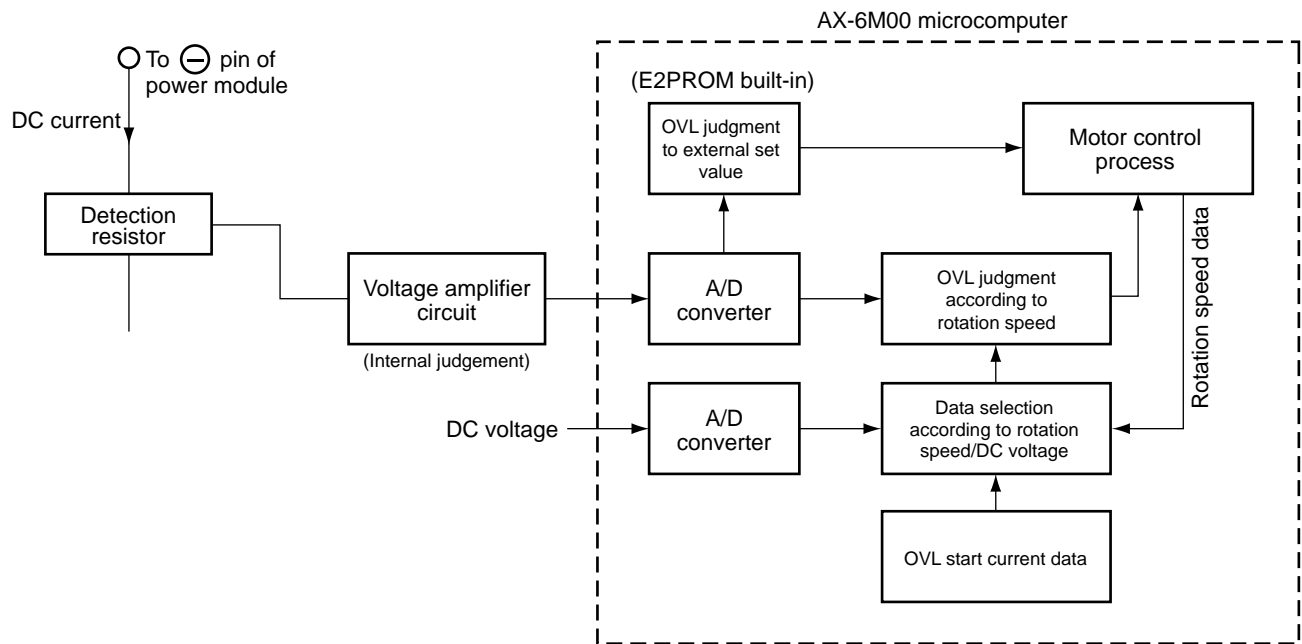 AX-6M00 microcomputer
To ⊖ pin of
power module
DC current
(E2PROM built-in)
OVL judgment
to external set
value
Motor control
process
Detection
resistor
Voltage amplifier
circuit
(Internal judgement)
A/D
converter
OVL judgment
according to
rotation speed
Rotation speed data
DC voltage
A/D
converter
Data selection
according to rotation
speed/DC voltage
OVL start current data